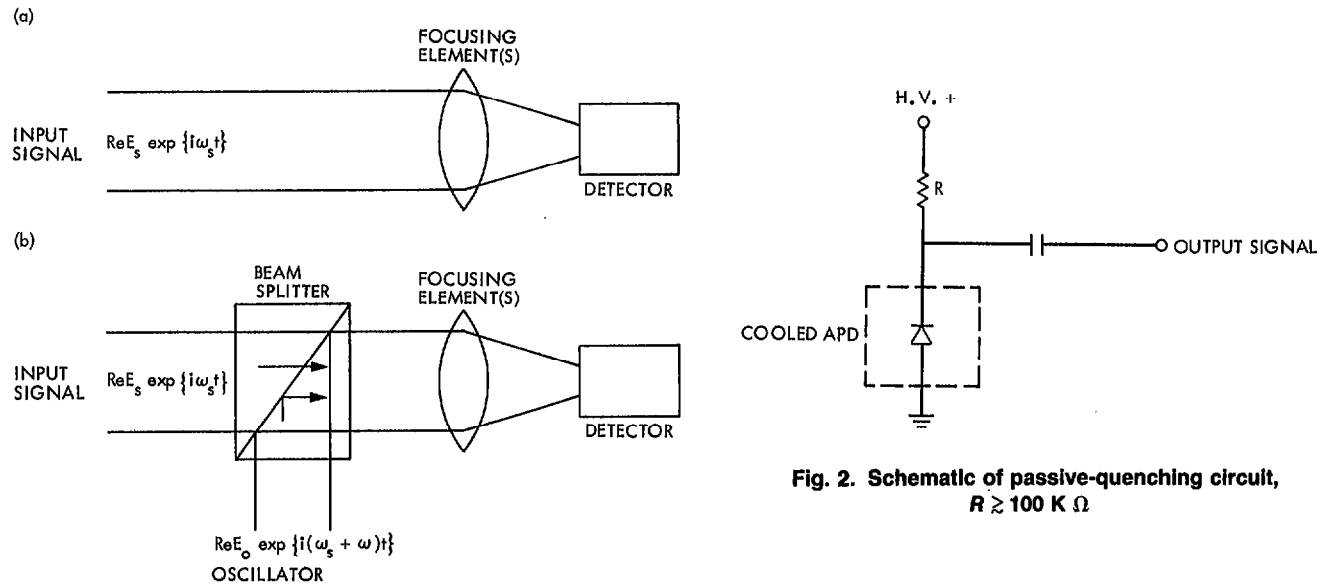 (a)
FOCUSING
ELEMENT(S)
INPUT
SIGNAL
ReE_s exp {iω_s t}
DETECTOR
(b)
BEAM
SPLITTER
FOCUSING
ELEMENT(S)
INPUT
SIGNAL
ReE_s exp {iω_s t}
DETECTOR
ReE_o exp {i(ω_s + ω)t}
OSCILLATOR
H.V. +
R
OUTPUT SIGNAL
COOLED APD
Fig. 2. Schematic of passive-quenching circuit,
R ≳ 100 K Ω